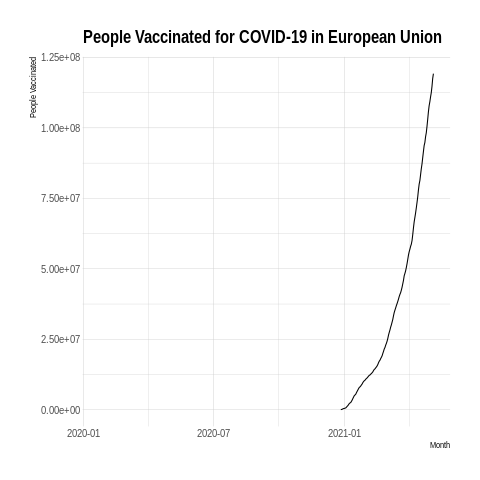 People Vaccinated for COVID-19 in European Union
People Vaccinated
1.25e+08
1.00e+08
7.50e+07
5.00e+07
2.50e+07
0.00e+00
2020-01
2020-07
2021-01
Month